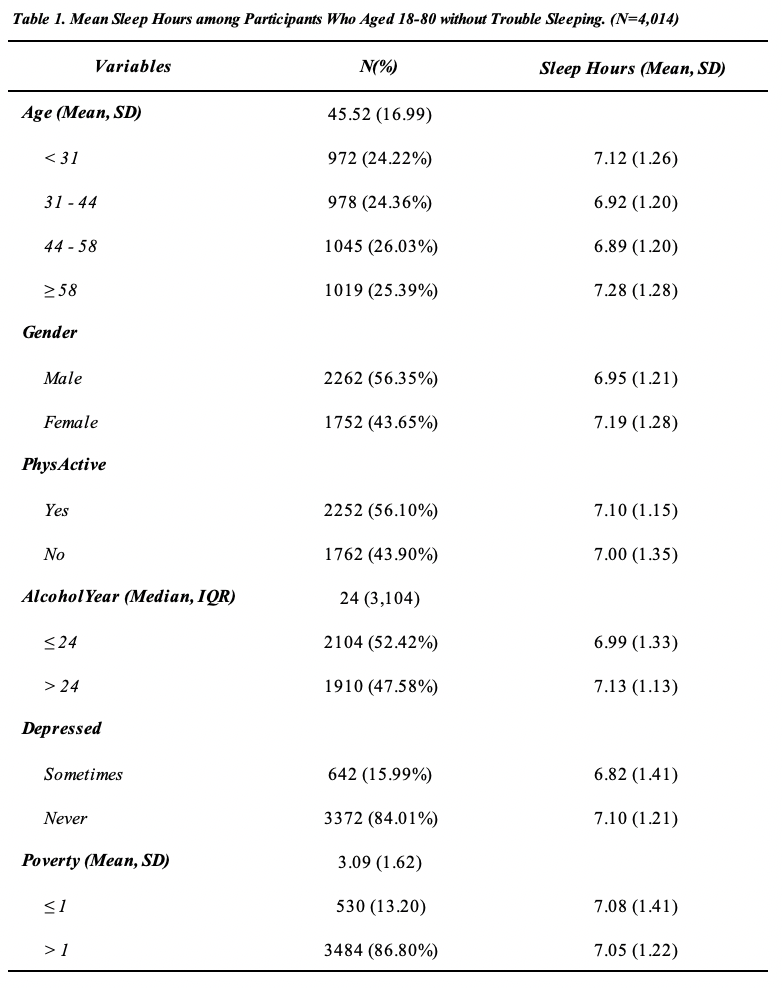 Table 1. Mean Sleep Hours among Participants Who Aged 18-80 without Trouble Sleeping. (N=4,014)
Variables N(%) Sleep Hours (Mean, SD)
Age (Mean, SD) 45.52 (16.99)
< 31 972 (24.22%) 7.12 (1.26)
31 - 44 978 (24.36%) 6.92 (1.20)
44 - 58 1045 (26.03%) 6.89 (1.20)
≥ 58 1019 (25.39%) 7.28 (1.28)
Gender
Male 2262 (56.35%) 6.95 (1.21)
Female 1752 (43.65%) 7.19 (1.28)
PhysActive
Yes 2252 (56.10%) 7.10 (1.15)
No 1762 (43.90%) 7.00 (1.35)
AlcoholYear (Median, IQR) 24 (3,104)
≤ 24 2104 (52.42%) 6.99 (1.33)
> 24 1910 (47.58%) 7.13 (1.13)
Depressed
Sometimes 642 (15.99%) 6.82 (1.41)
Never 3372 (84.01%) 7.10 (1.21)
Poverty (Mean, SD) 3.09 (1.62)
≤ 1 530 (13.20) 7.08 (1.41)
> 1 3484 (86.80%) 7.05 (1.22)